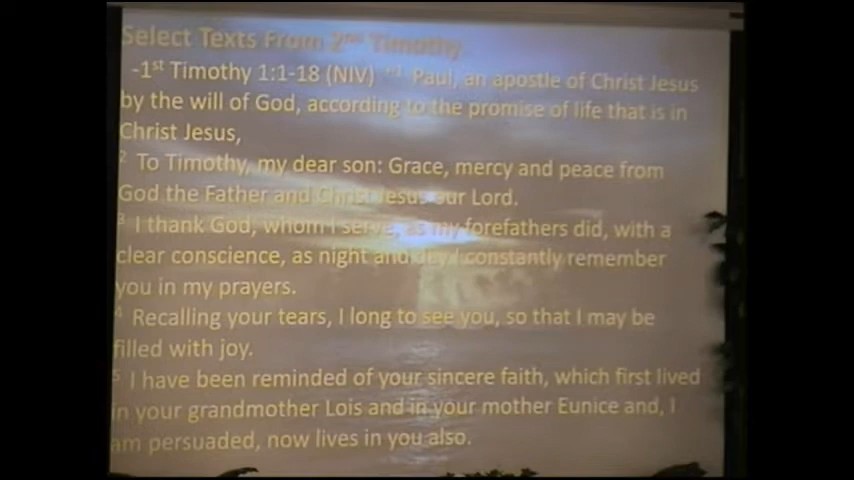 Select Texts From 2nd Timothy
-1st Timothy 1:1-18 (NIV) 1 Paul, an apostle of Christ Jesus
by the will of God, according to the promise of life that is in
Christ Jesus,
2 To Timothy, my dear son: Grace, mercy and peace from
God the Father and Christ Jesus our Lord.
3 I thank God, whom I serve, as my forefathers did, with a
clear conscience, as night and day I constantly remember
you in my prayers.
4 Recalling your tears, I long to see you, so that I may be
filled with joy.
5 I have been reminded of your sincere faith, which first lived
in your grandmother Lois and in your mother Eunice and, I
am persuaded, now lives in you also.